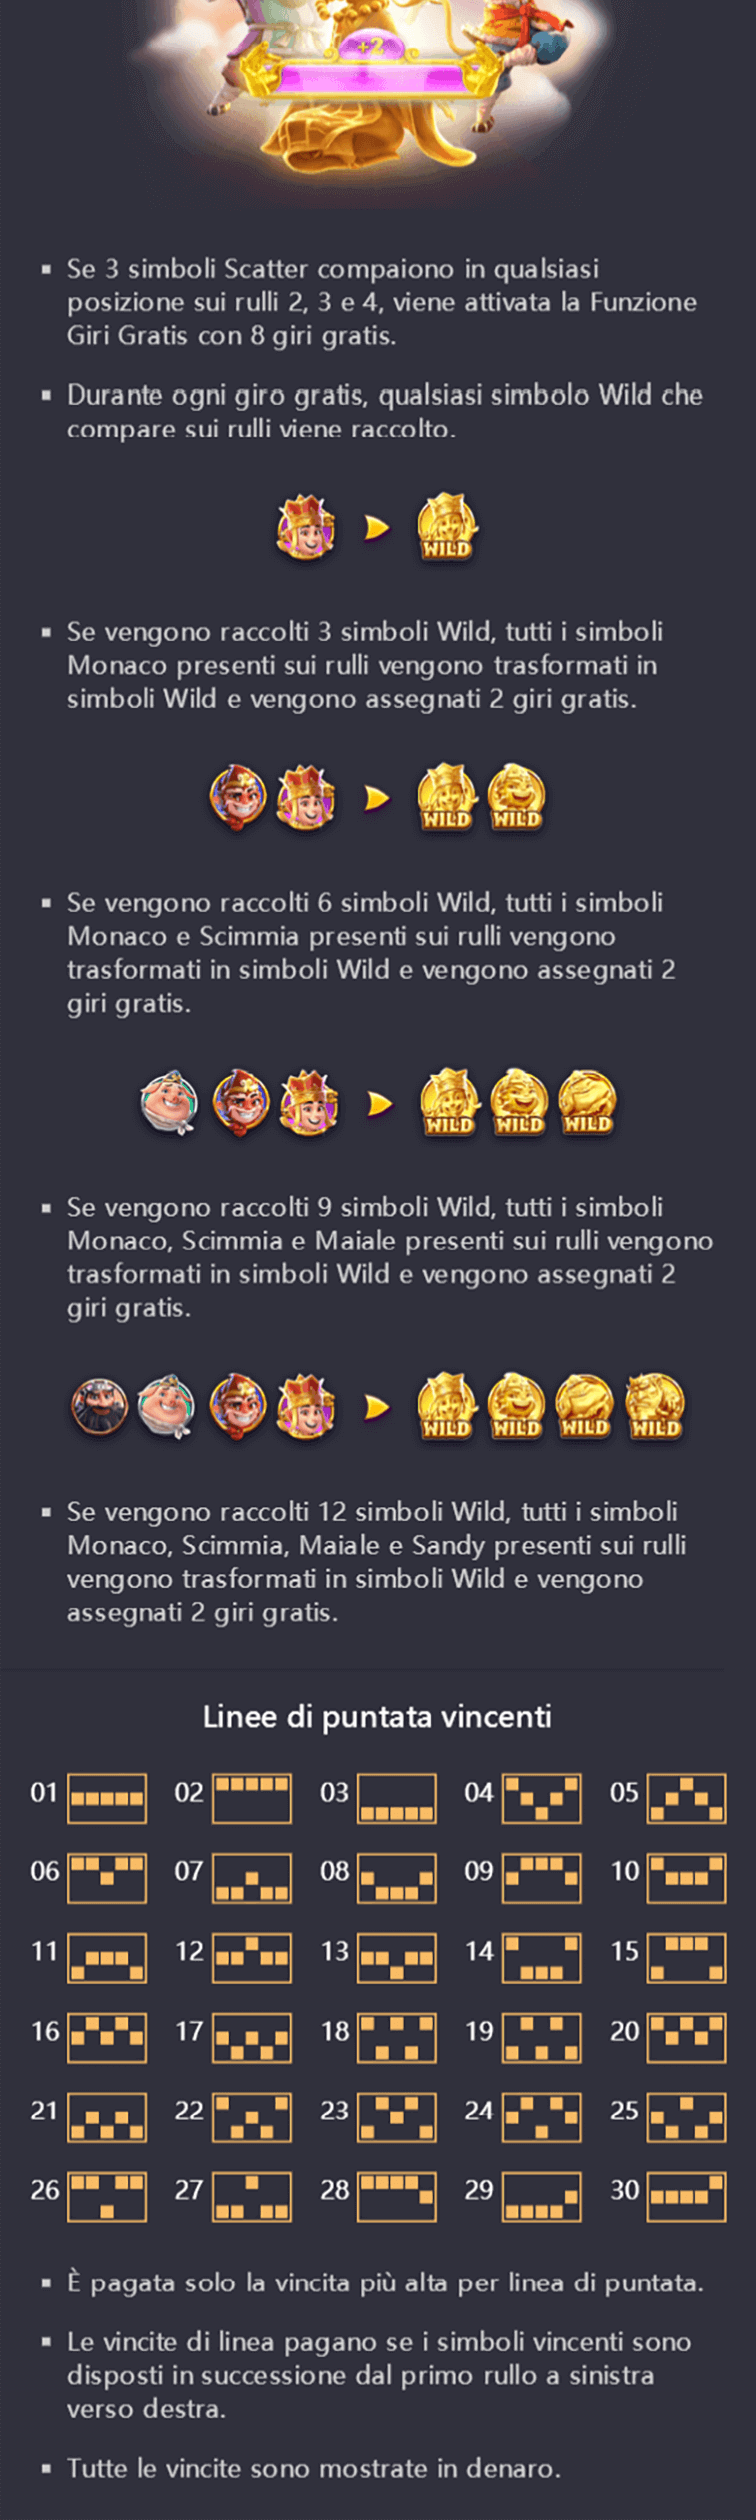 +2
Se 3 simboli Scatter compaiono in qualsiasi
posizione sui rulli 2, 3 e 4, viene attivata la Funzione
Giri Gratis con 8 giri gratis.
Durante ogni giro gratis, qualsiasi simbolo Wild che
compare sui rulli viene raccolto.
WILD
Se vengono raccolti 3 simboli Wild, tutti i simboli
Monaco presenti sui rulli vengono trasformati in
simboli Wild e vengono assegnati 2 giri gratis.
WILD WILD
Se vengono raccolti 6 simboli Wild, tutti i simboli
Monaco e Scimmia presenti sui rulli vengono
trasformati in simboli Wild e vengono assegnati 2
giri gratis.
WILD WILD WILD
Se vengono raccolti 9 simboli Wild, tutti i simboli
Monaco, Scimmia e Maiale presenti sui rulli vengono
trasformati in simboli Wild e vengono assegnati 2
giri gratis.
WILD WILD WILD WILD
Se vengono raccolti 12 simboli Wild, tutti i simboli
Monaco, Scimmia, Maiale e Sandy presenti sui rulli
vengono trasformati in simboli Wild e vengono
assegnati 2 giri gratis.
Linee di puntata vincenti
01 02 03 04 05
06 07 08 09 10
11 12 13 14 15
16 17 18 19 20
21 22 23 24 25
26 27 28 29 30
È pagata solo la vincita più alta per linea di puntata.
Le vincite di linea pagano se i simboli vincenti sono
disposti in successione dal primo rullo a sinistra
verso destra.
Tutte le vincite sono mostrate in denaro.